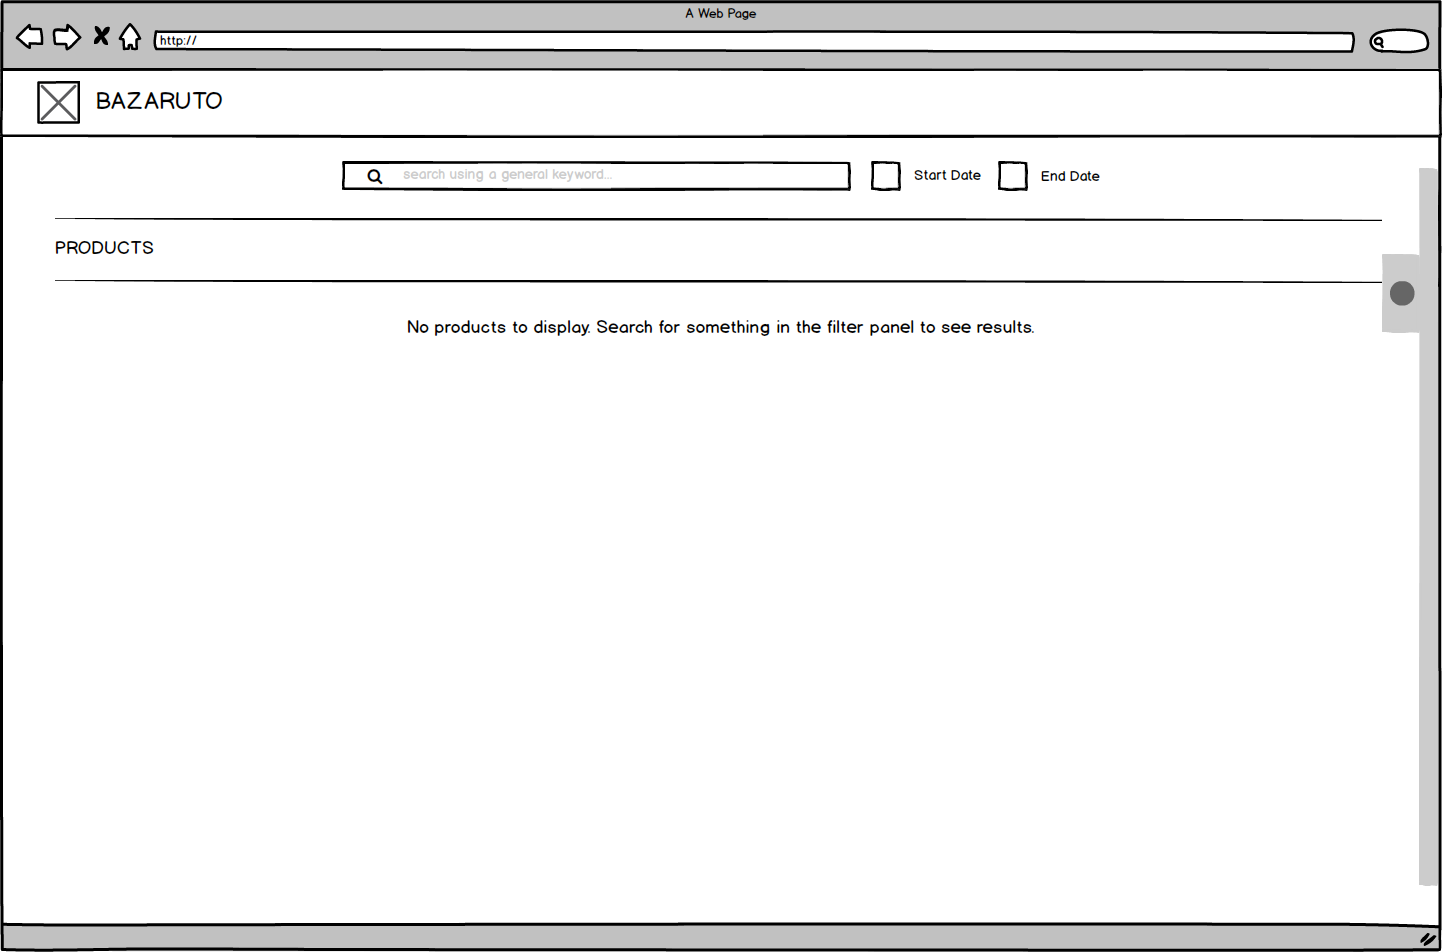 A Web Page
http://
BAZARUTO
search using a general keyword...
Start Date
End Date
PRODUCTS
No products to display. Search for something in the filter panel to see results.